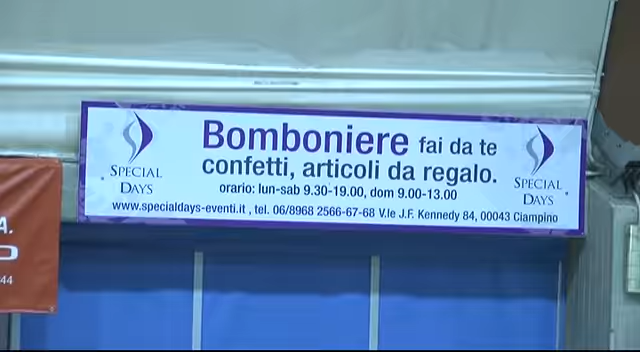 Bomboniere fai da te
confetti, articoli da regalo.
orario: lun-sab 9.30-19.00, dom 9.00-13.00
www.specialdays-eventi.it , tel. 06/8968 2566-67-68 V.le J.F. Kennedy 84, 00043 Ciampino
SPECIAL
DAYS
SPECIAL
DAYS
A.
44